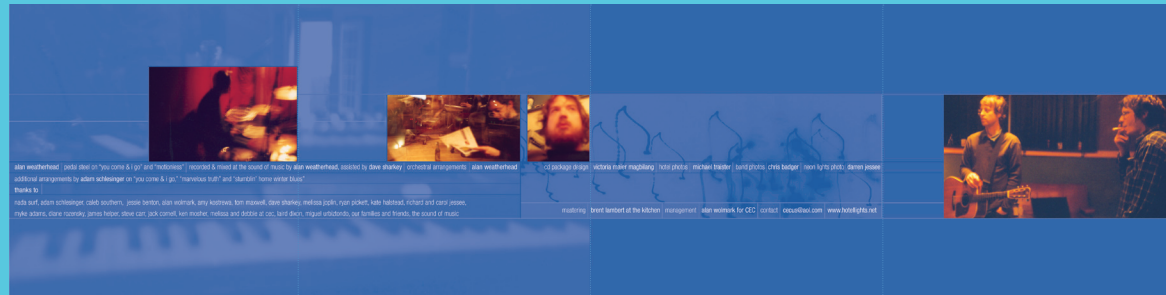 alan weatherhead | pedal steel on "you come & i go" and "motionless" | recorded & mixed at the sound of music by alan weatherhead, assisted by dave sharkey | orchestral arrangements | alan weatherhead
additional arrangements by adam schlesinger on "you come & i go," "marvelous truth" and "stumblin' home winter blues"
thanks to
nada surf, adam schlesinger, caleb southern, jesse benton, alan wolmark, amy kostrewa, tom maxwell, dave sharkey, melissa joplin, ryan pickett, kate halstead, richard and carol jessee,
myke adams, diane rozensky, james helper, steve cam, jack cornell, ken mosher, melissa and debbie at cec, baird dixon, miguel urbiztondo, our families and friends, the sound of music
cd package design | victoria maier magbilang | hotel photos | michael traister | band photos | chris badger | neon lights photo | darren jessee
mastering | brent lambert at the kitchen | management | alan wolmark for CEC | contact | www.hotellights.net